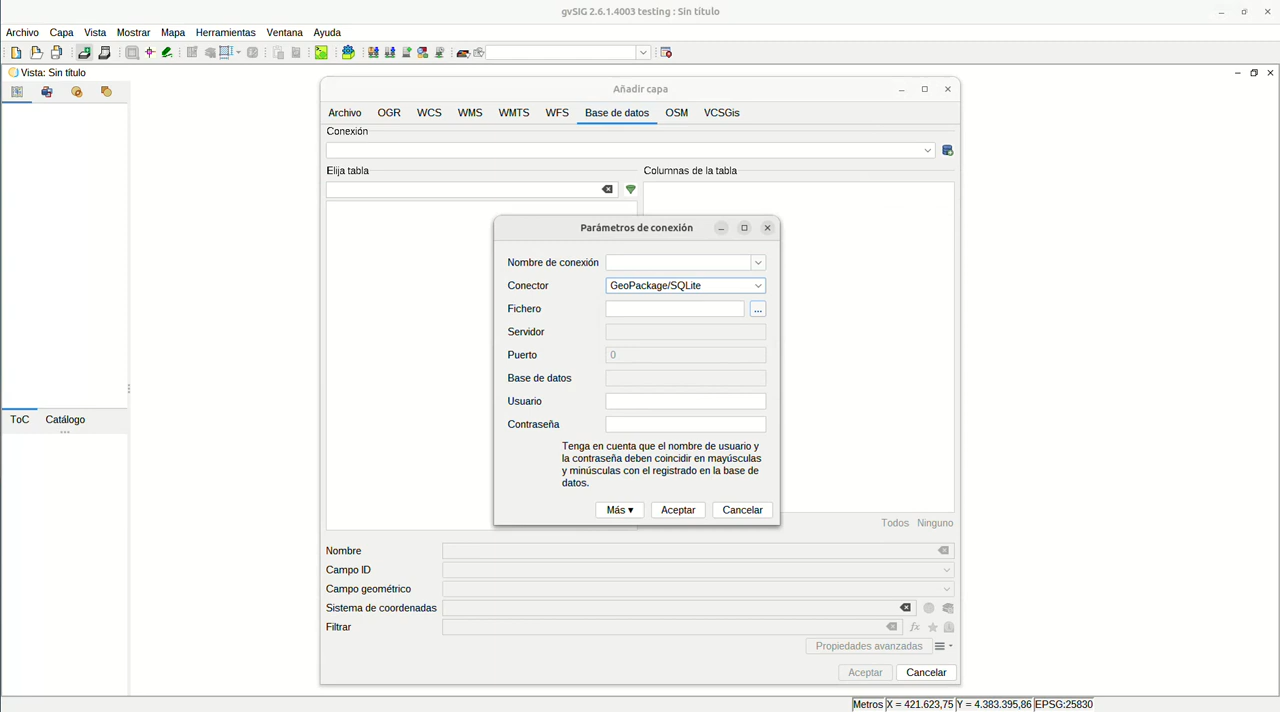 gvSIG 2.6.1.4003 testing : Sin título
Archivo Capa Vista Mostrar Mapa Herramientas Ventana Ayuda
Vista: Sin título
Añadir capa
Archivo OGR WCS WMS WMTS WFS Base de datos OSM VCSGis
Conexión
Elija tabla Columnas de la tabla
Parámetros de conexión
Nombre de conexión
Conector GeoPackage/SQLite
Fichero ...
Servidor
Puerto 0
Base de datos
Usuario
Contraseña
Tenga en cuenta que el nombre de usuario y
la contraseña deben coincidir en mayúsculas
y minúsculas con el registrado en la base de
datos.
Más ▾ Aceptar Cancelar
ToC Catálogo
Todos Ninguno
Nombre
Campo ID
Campo geométrico
Sistema de coordenadas
Filtrar fx
Propiedades avanzadas
Aceptar Cancelar
Metros X = 421.623,75 Y = 4.383.395,86 EPSG:25830